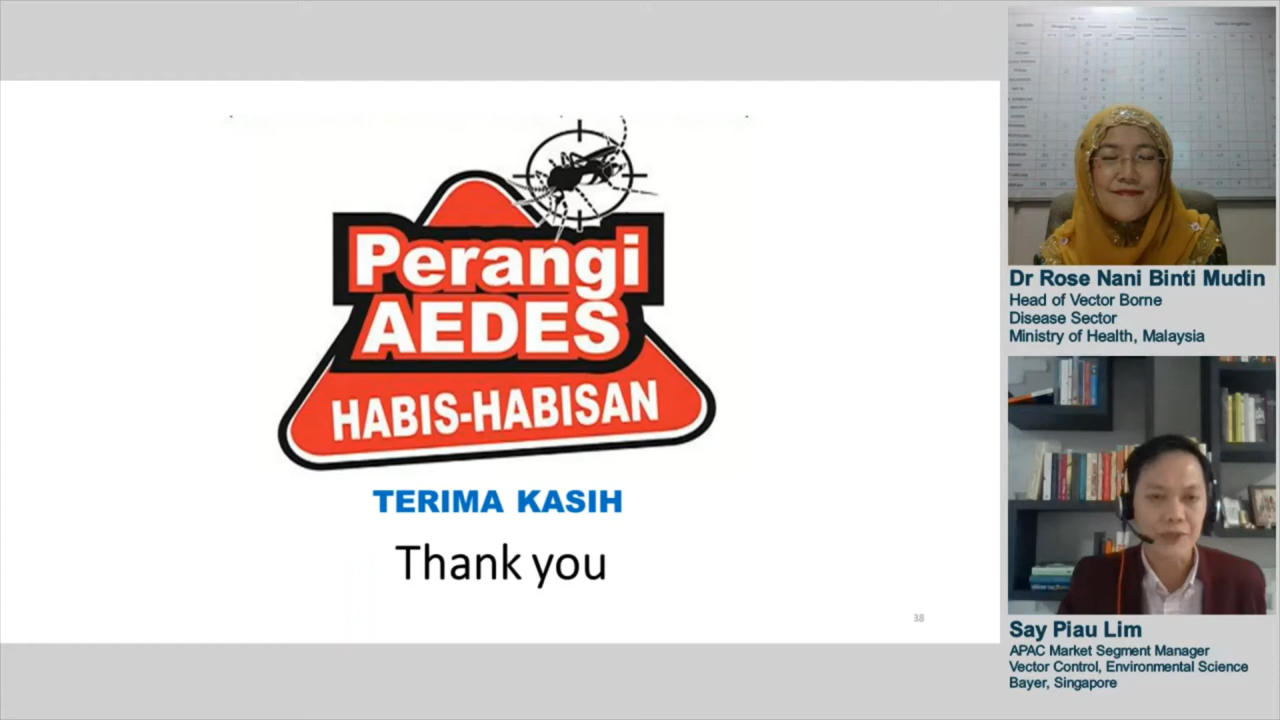 Perangi
AEDES
HABIS-HABISAN
TERIMA KASIH
Thank you
38
Dr Rose Nani Binti Mudin
Head of Vector Borne
Disease Sector
Ministry of Health, Malaysia
Say Piau Lim
APAC Market Segment Manager
Vector Control, Environmental Science
Bayer, Singapore